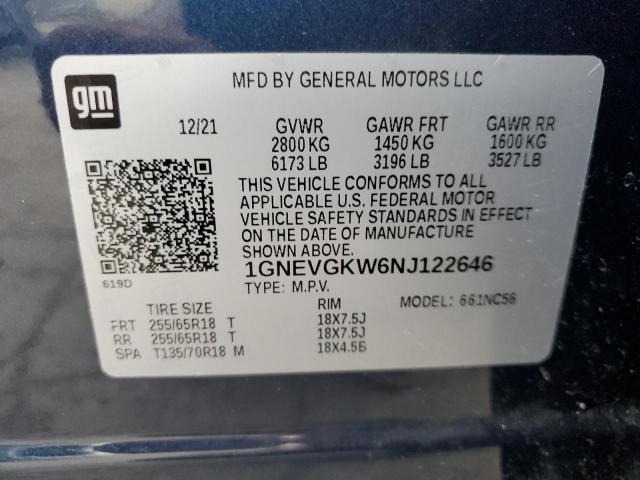 gm
MFD BY GENERAL MOTORS LLC
12/21 GVWR GAWR FRT GAWR RR
2800 KG 1450 KG 1600 KG
6173 LB 3196 LB 3527 LB
THIS VEHICLE CONFORMS TO ALL
APPLICABLE U.S. FEDERAL MOTOR
VEHICLE SAFETY STANDARDS IN EFFECT
ON THE DATE OF MANUFACTURE
SHOWN ABOVE.
1GNEVGKW6NJ122646
619D
TYPE: M.P.V.
MODEL: 661NC56
TIRE SIZE RIM
FRT 255/65R18 T 18X7.5J
RR 255/65R18 T 18X7.5J
SPA T135/70R18 M 18X4.5B